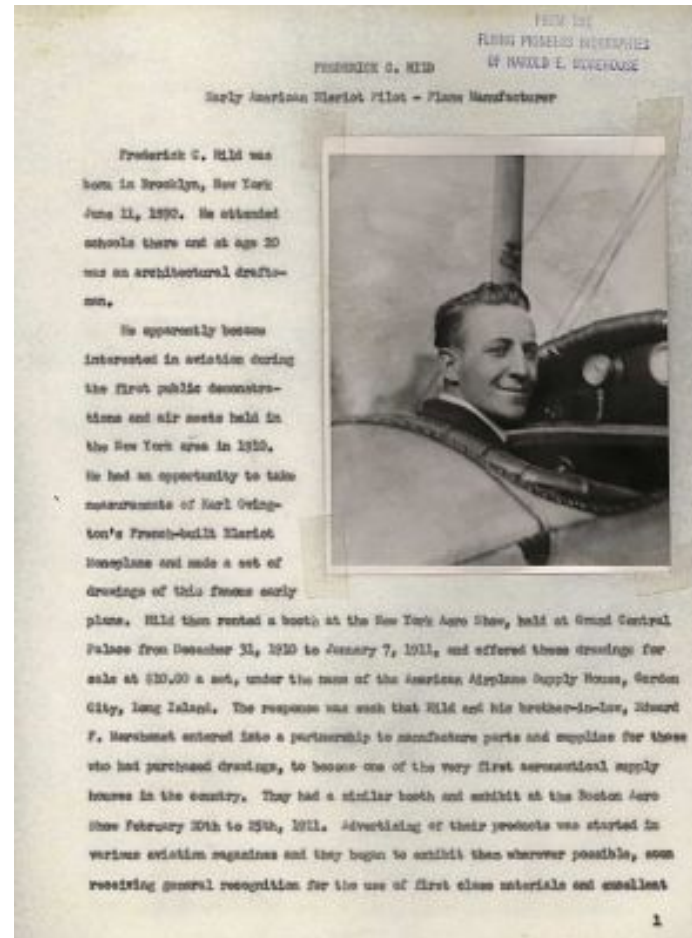 FROM THE
FLYING PIONEERS BIOGRAPHIES
OF HAROLD E. MOREHOUSE
FREDERICK C. HILD
Early American Bleriot Pilot - Plane Manufacturer
Frederick C. Hild was
born in Brooklyn, New York
June 11, 1890. He attended
schools there and at age 20
was an architectural drafts-
man.
He apparently became
interested in aviation during
the first public demonstra-
tions and air meets held in
the New York area in 1910.
He had an opportunity to take
measurements of Earl Oving-
ton's French-built Bleriot
Monoplane and made a set of
drawings of this famous early
plane. Hild then rented a booth at the New York Aero Show, held at Grand Central
Palace from December 31, 1910 to January 7, 1911, and offered these drawings for
sale at $10.00 a set, under the name of the American Airplane Supply House, Garden
City, Long Island. The response was such that Hild and his brother-in-law, Edward
F. Marshonet entered into a partnership to manufacture parts and supplies for those
who had purchased drawings, to become one of the very first aeronautical supply
houses in the country. They had a similar booth and exhibit at the Boston Aero
Show February 20th to 25th, 1911. Advertising of their products was started in
various aviation magazines and they began to exhibit them wherever possible, soon
receiving general recognition for the use of first class materials and excellent
1